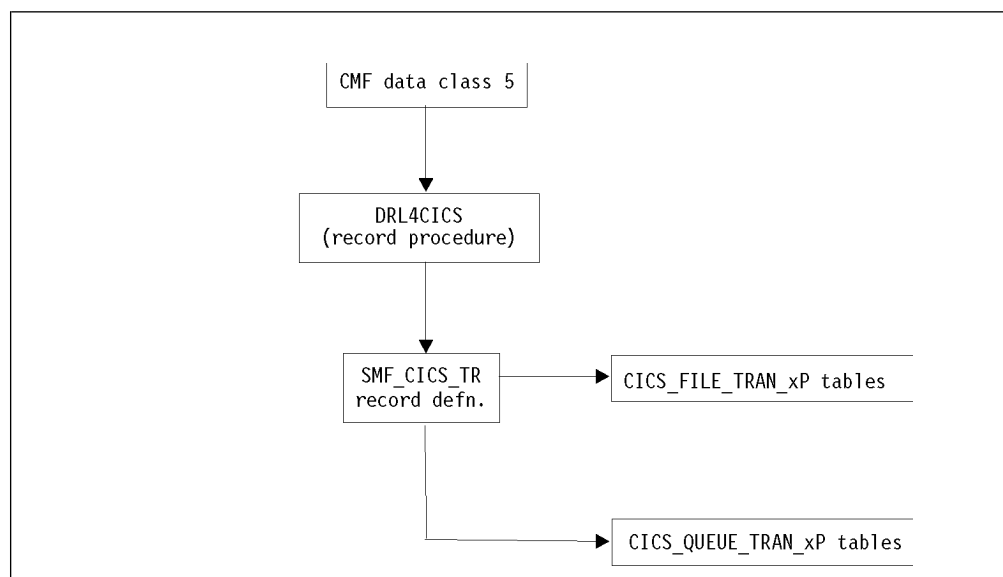 CMF data class 5
DRL4CICS
(record procedure)
SMF_CICS_TR
record defn.
CICS_FILE_TRAN_xP tables
CICS_QUEUE_TRAN_xP tables